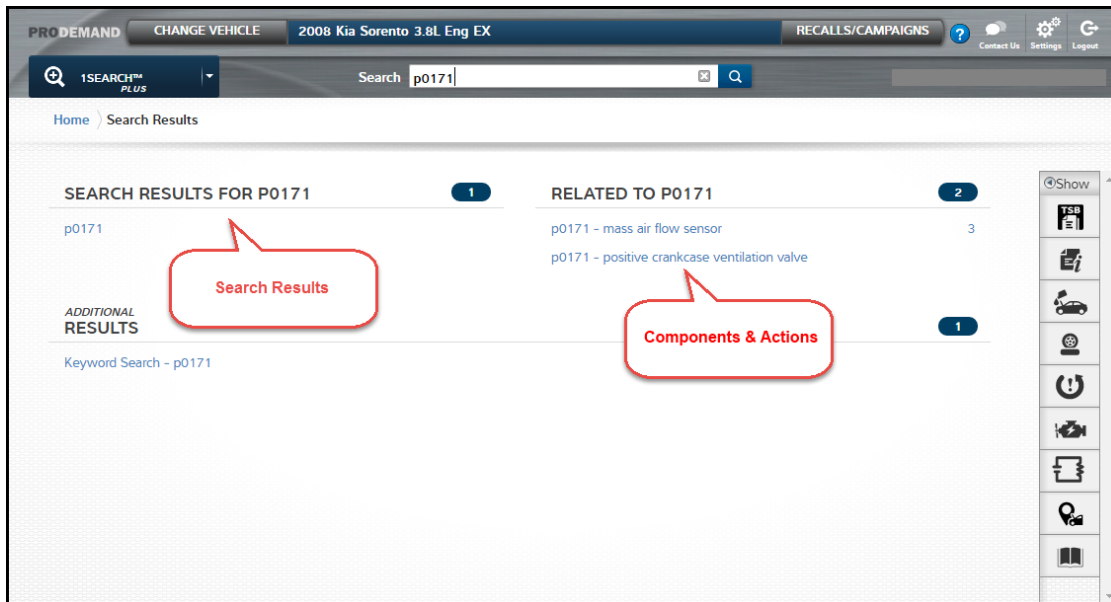 PRODEMAND CHANGE VEHICLE 2008 Kia Sorento 3.8L Eng EX RECALLS/CAMPAIGNS ? Contact Us Settings Logout
1SEARCH™ PLUS Search p0171
Home Search Results
SEARCH RESULTS FOR P0171 1
p0171
Search Results
RELATED TO P0171 2
p0171 - mass air flow sensor 3
p0171 - positive crankcase ventilation valve
Components & Actions
ADDITIONAL
RESULTS 1
Keyword Search - p0171
Show
TSB